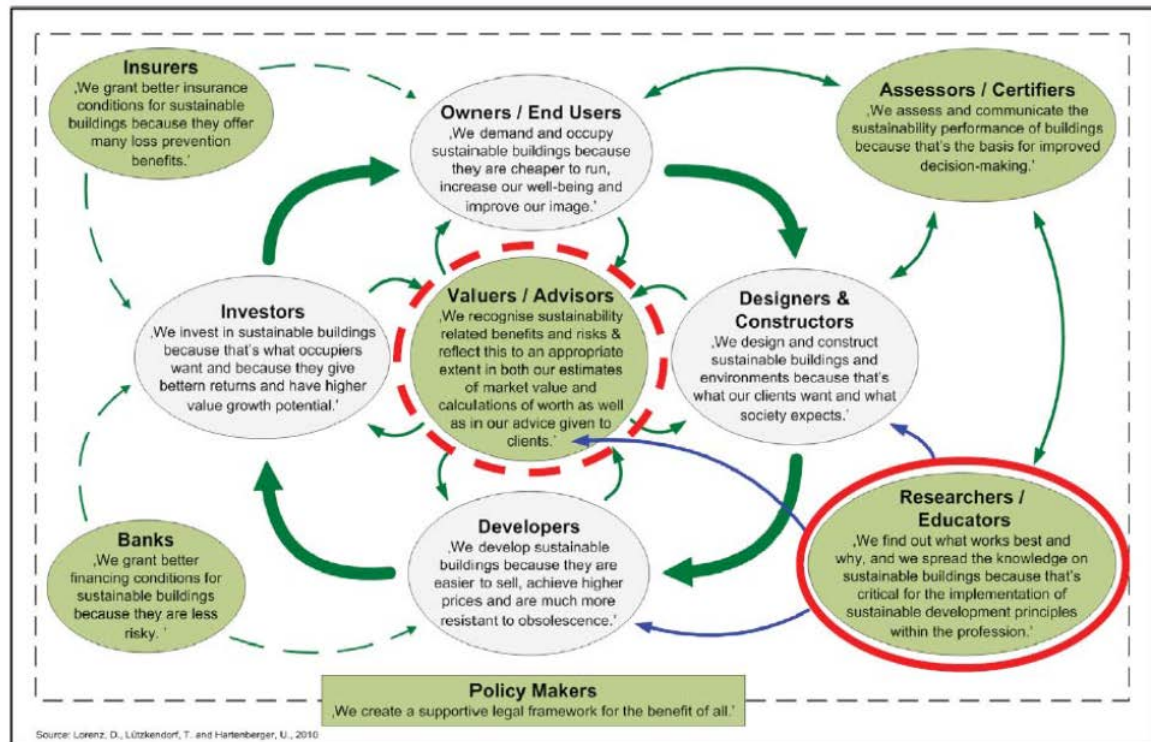 Insurers
‚We grant better insurance
conditions for sustainable
buildings because they offer
many loss prevention
benefits.'
Owners / End Users
‚We demand and occupy
sustainable buildings because
they are cheaper to run,
increase our well-being and
improve our image.'
Assessors / Certifiers
‚We assess and communicate the
sustainability performance of buildings
because that's the basis for improved
decision-making.'
Investors
‚We invest in sustainable buildings
because that's what occupiers
want and because they give
bettern returns and have higher
value growth potential.'
Valuers / Advisors
‚We recognise sustainability
related benefits and risks &
reflect this to an appropriate
extent in both our estimates
of market value and
calculations of worth as well
as in our advice given to
clients.'
Designers &
Constructors
‚We design and construct
sustainable buildings and
environments because that's
what our clients want and what
society expects.'
Banks
‚We grant better
financing conditions for
sustainable buildings
because they are less
risky. '
Developers
‚We develop sustainable
buildings because they are
easier to sell, achieve higher
prices and are much more
resistant to obsolescence.'
Researchers /
Educators
‚We find out what works best and
why, and we spread the knowledge on
sustainable buildings because that's
critical for the implementation of
sustainable development principles
within the profession.'
Policy Makers
‚We create a supportive legal framework for the benefit of all.'
Source: Lorenz, D., Lützkendorf, T. and Hartenberger, U., 2010